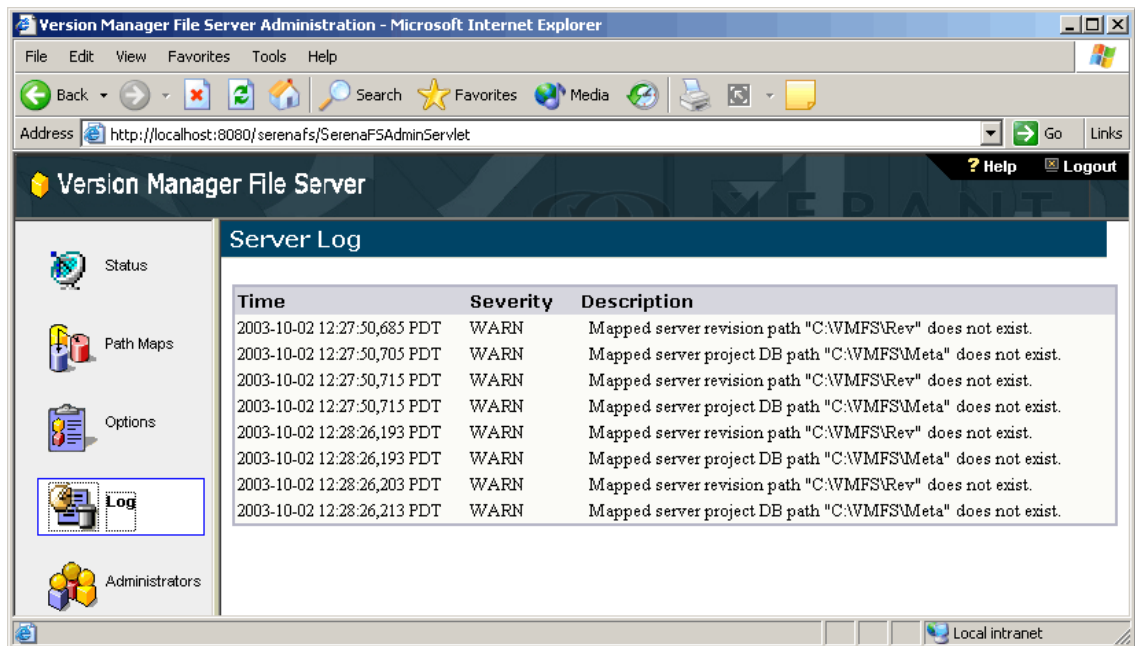 Version Manager File Server Administration - Microsoft Internet Explorer
File Edit View Favorites Tools Help
Back Search Favorites Media
Address http://localhost:8080/serenafs/SerenaFSAdminServlet Go Links
? Help Logout
Version Manager File Server
MERANT
Server Log
Status
Path Maps
Options
Log
Administrators
Time Severity Description
2003-10-02 12:27:50,685 PDT WARN Mapped server revision path "C:\VMFS\Rev" does not exist.
2003-10-02 12:27:50,705 PDT WARN Mapped server project DB path "C:\VMFS\Meta" does not exist.
2003-10-02 12:27:50,715 PDT WARN Mapped server revision path "C:\VMFS\Rev" does not exist.
2003-10-02 12:27:50,715 PDT WARN Mapped server project DB path "C:\VMFS\Meta" does not exist.
2003-10-02 12:28:26,193 PDT WARN Mapped server revision path "C:\VMFS\Rev" does not exist.
2003-10-02 12:28:26,193 PDT WARN Mapped server project DB path "C:\VMFS\Meta" does not exist.
2003-10-02 12:28:26,203 PDT WARN Mapped server revision path "C:\VMFS\Rev" does not exist.
2003-10-02 12:28:26,213 PDT WARN Mapped server project DB path "C:\VMFS\Meta" does not exist.
Local intranet